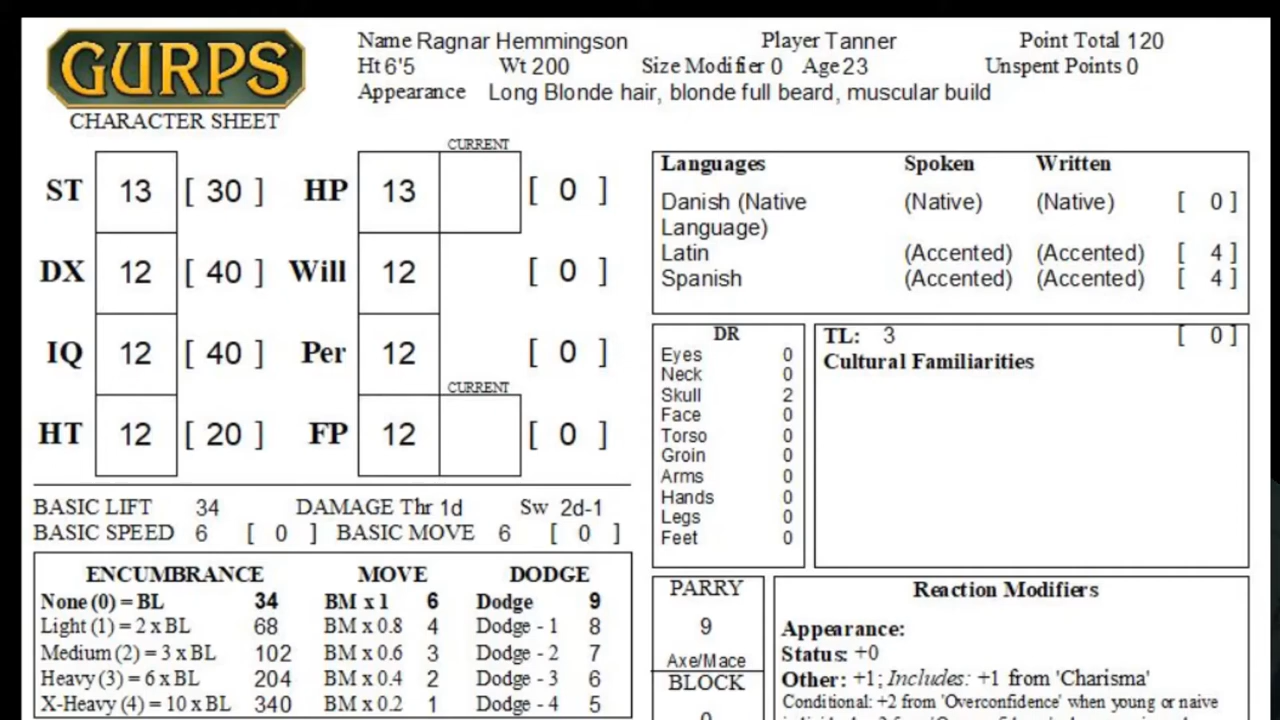 GURPS
CHARACTER SHEET
Name Ragnar Hemmingson Player Tanner Point Total 120
Ht 6'5 Wt 200 Size Modifier 0 Age 23 Unspent Points 0
Appearance Long Blonde hair, blonde full beard, muscular build
CURRENT
ST 13 [ 30 ] HP 13 [ 0 ]
DX 12 [ 40 ] Will 12 [ 0 ]
IQ 12 [ 40 ] Per 12 [ 0 ]
CURRENT
HT 12 [ 20 ] FP 12 [ 0 ]
BASIC LIFT 34 DAMAGE Thr 1d Sw 2d-1
BASIC SPEED 6 [ 0 ] BASIC MOVE 6 [ 0 ]
ENCUMBRANCE MOVE DODGE
None (0) = BL 34 BM x 1 6 Dodge 9
Light (1) = 2 x BL 68 BM x 0.8 4 Dodge - 1 8
Medium (2) = 3 x BL 102 BM x 0.6 3 Dodge - 2 7
Heavy (3) = 6 x BL 204 BM x 0.4 2 Dodge - 3 6
X-Heavy (4) = 10 x BL 340 BM x 0.2 1 Dodge - 4 5
Languages Spoken Written
Danish (Native (Native) (Native) [ 0 ]
Language)
Latin (Accented) (Accented) [ 4 ]
Spanish (Accented) (Accented) [ 4 ]
DR
Eyes 0
Neck 0
Skull 2
Face 0
Torso 0
Groin 0
Arms 0
Hands 0
Legs 0
Feet 0
TL: 3 [ 0 ]
Cultural Familiarities
PARRY
9
Axe/Mace
BLOCK
Reaction Modifiers
Appearance:
Status: +0
Other: +1; Includes: +1 from 'Charisma'
Conditional: +2 from 'Overconfidence' when young or naive